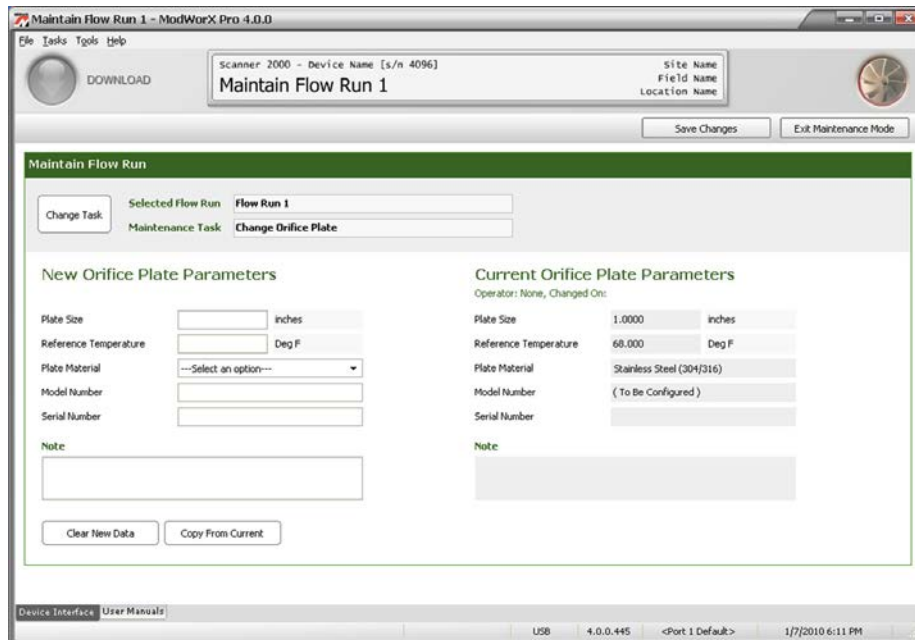 Maintain Flow Run 1 - ModWorX Pro 4.0.0
File Tasks Tools Help
DOWNLOAD
Scanner 2000 - Device Name [s/n 4096]
Maintain Flow Run 1
Site Name
Field Name
Location Name
Save Changes
Exit Maintenance Mode
Maintain Flow Run
Change Task
Selected Flow Run Flow Run 1
Maintenance Task Change Orifice Plate
New Orifice Plate Parameters
Plate Size inches
Reference Temperature Deg F
Plate Material ---Select an option---
Model Number
Serial Number
Note
Clear New Data
Copy From Current
Current Orifice Plate Parameters
Operator: None, Changed On:
Plate Size 1.0000 inches
Reference Temperature 68.000 Deg F
Plate Material Stainless Steel (304/316)
Model Number ( To Be Configured )
Serial Number
Note
Device Interface User Manuals
USB 4.0.0.445 <Port 1 Default> 1/7/2010 6:11 PM